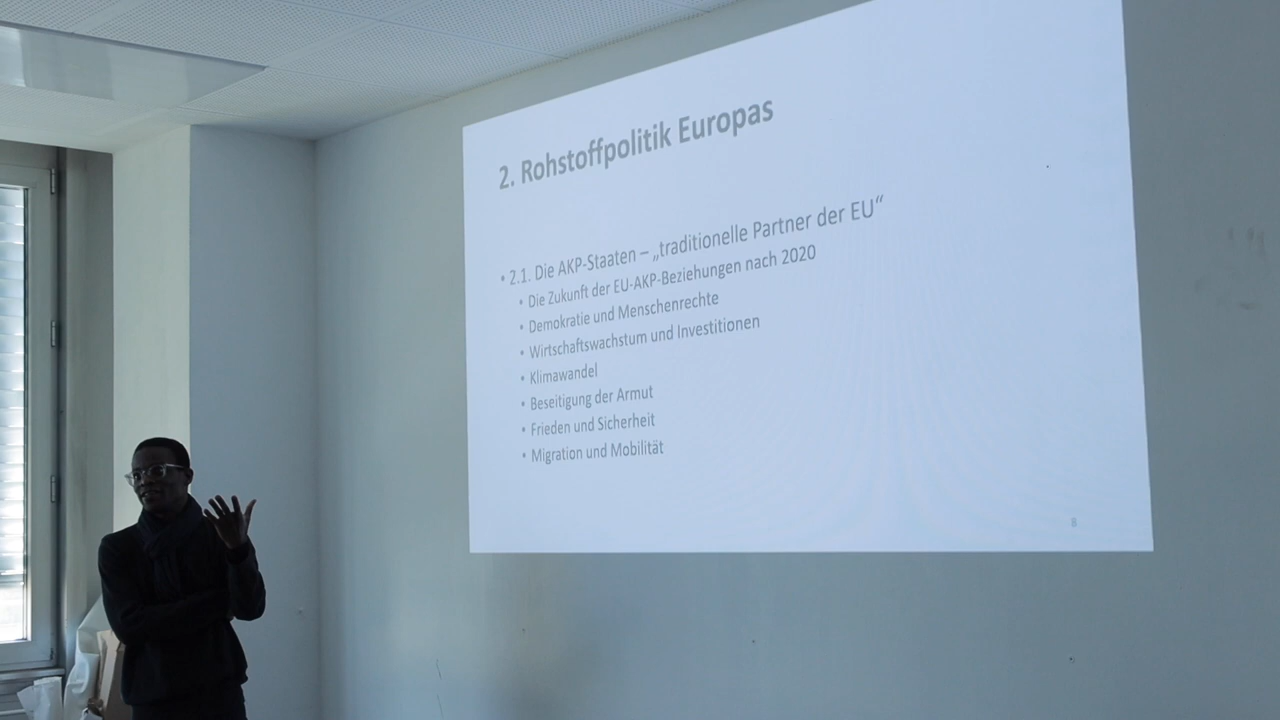 2. Rohstoffpolitik Europas
• 2.1. Die AKP-Staaten – „traditionelle Partner der EU“
• Die Zukunft der EU-AKP-Beziehungen nach 2020
• Demokratie und Menschenrechte
• Wirtschaftswachstum und Investitionen
• Klimawandel
• Beseitigung der Armut
• Frieden und Sicherheit
• Migration und Mobilität